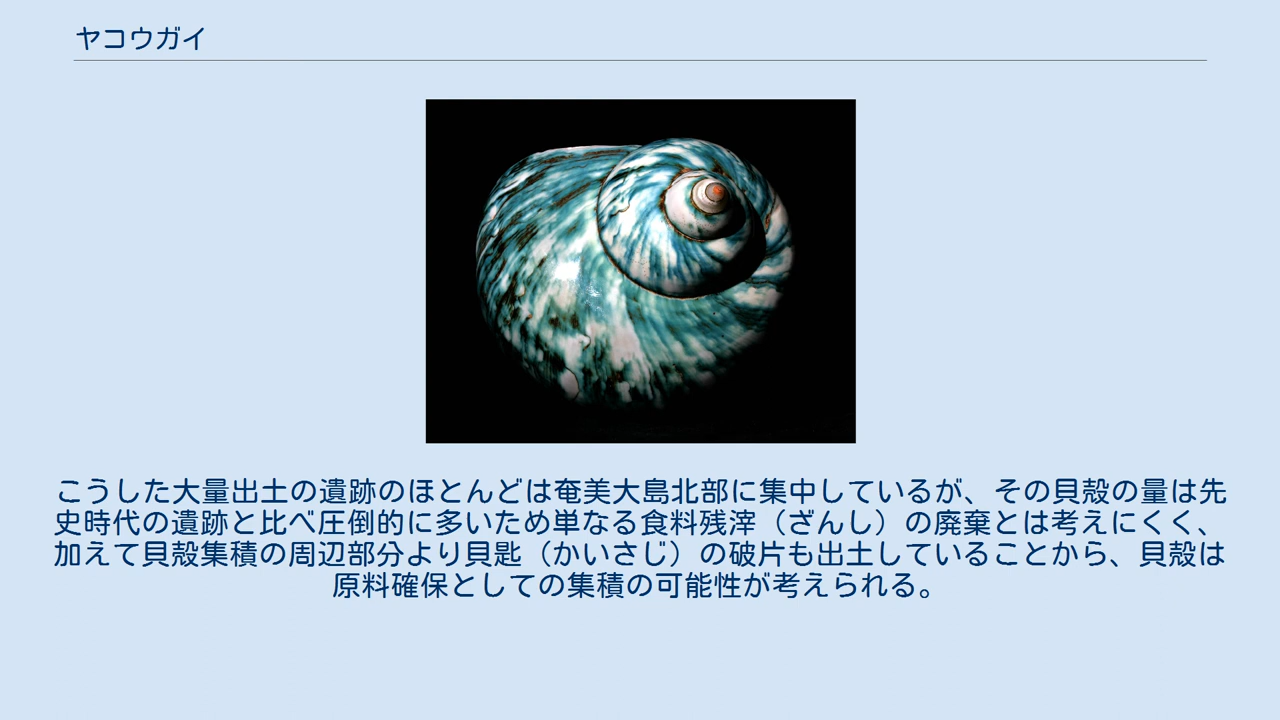 ヤコウガイ
こうした大量出土の遺跡のほとんどは奄美大島北部に集中しているが、その貝殻の量は先
史時代の遺跡と比べ圧倒的に多いため単なる食料残滓（ざんし）の廃棄とは考えにくく、
加えて貝殻集積の周辺部分より貝匙（かいさじ）の破片も出土していることから、貝殻は
原料確保としての集積の可能性が考えられる。